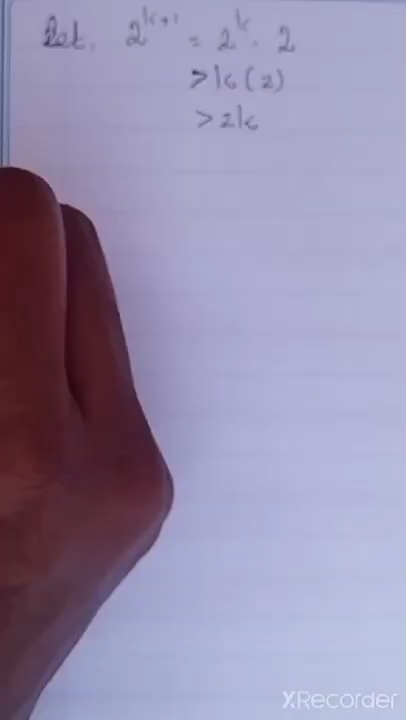 Let, 2^{k+1} = 2^k · 2
> k(2)
> 2k
XRecorder